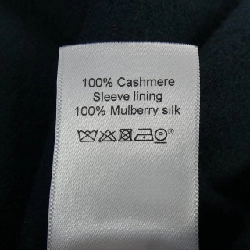 100% Cashmere
Sleeve lining
100% Mulberry silk